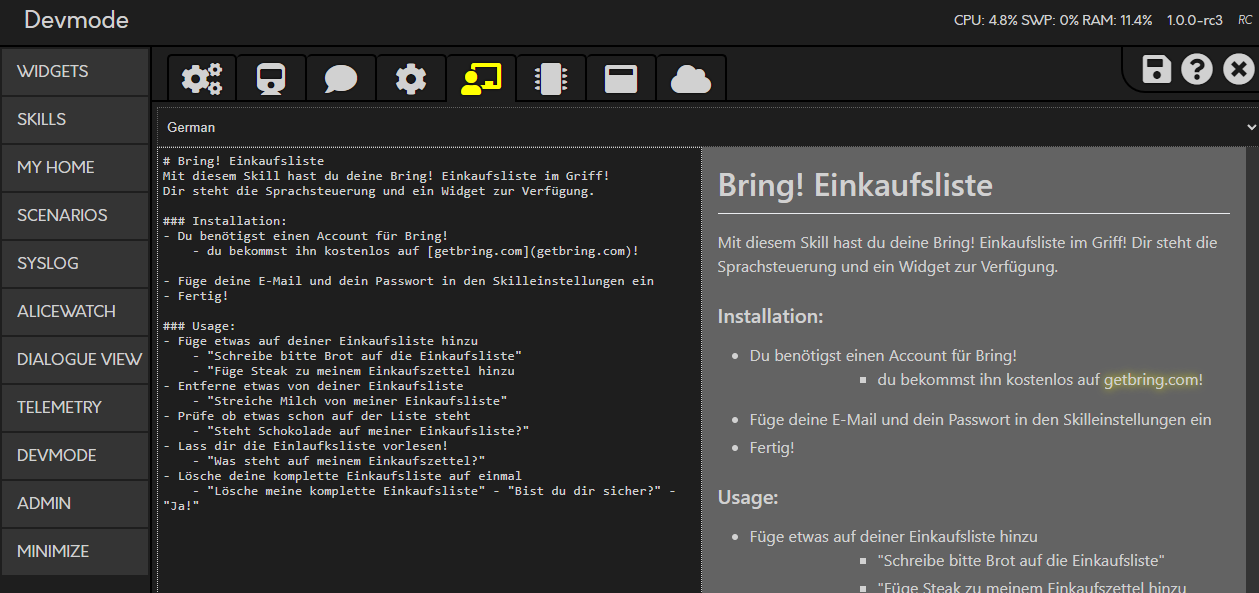 Devmode
CPU: 4.8% SWP: 0% RAM: 11.4% 1.0.0-rc3 RC
WIDGETS
SKILLS
MY HOME
SCENARIOS
SYSLOG
ALICEWATCH
DIALOGUE VIEW
TELEMETRY
DEVMODE
ADMIN
MINIMIZE
German
# Bring! Einkaufsliste
Mit diesem Skill hast du deine Bring! Einkaufsliste im Griff!
Dir steht die Sprachsteuerung und ein Widget zur Verfügung.
### Installation:
- Du benötigst einen Account für Bring!
- du bekommst ihn kostenlos auf [getbring.com](getbring.com)!
- Füge deine E-Mail und dein Passwort in den Skilleinstellungen ein
- Fertig!
### Usage:
- Füge etwas auf deiner Einkaufsliste hinzu
- "Schreibe bitte Brot auf die Einkaufsliste"
- "Füge Steak zu meinem Einkaufszettel hinzu
- Entferne etwas von deiner Einkaufsliste
- "Streiche Milch von meiner Einkaufsliste"
- Prüfe ob etwas schon auf der Liste steht
- "Steht Schokolade auf meiner Einkaufsliste?"
- Lass dir die Einlaufksliste vorlesen!
- "Was steht auf meinem Einkaufszettel?"
- Lösche deine komplette Einkaufsliste auf einmal
- "Lösche meine komplette Einkaufsliste" - "Bist du dir sicher?" -
"Ja!"
Bring! Einkaufsliste
Mit diesem Skill hast du deine Bring! Einkaufsliste im Griff! Dir steht die
Sprachsteuerung und ein Widget zur Verfügung.
Installation:
• Du benötigst einen Account für Bring!
▪ du bekommst ihn kostenlos auf getbring.com!
• Füge deine E-Mail und dein Passwort in den Skilleinstellungen ein
• Fertig!
Usage:
• Füge etwas auf deiner Einkaufsliste hinzu
▪ "Schreibe bitte Brot auf die Einkaufsliste"
▪ "Füge Steak zu meinem Einkaufszettel hinzu